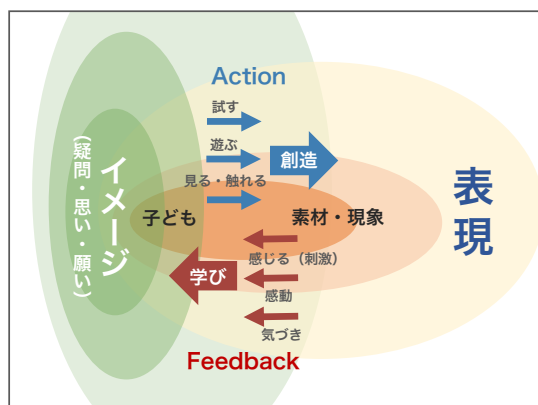 Action
試す
遊ぶ
創造
見る・触れる
子ども
素材・現象
イメージ
(疑問・思い・願い)
表現
感じる（刺激）
学び
感動
気づき
Feedback